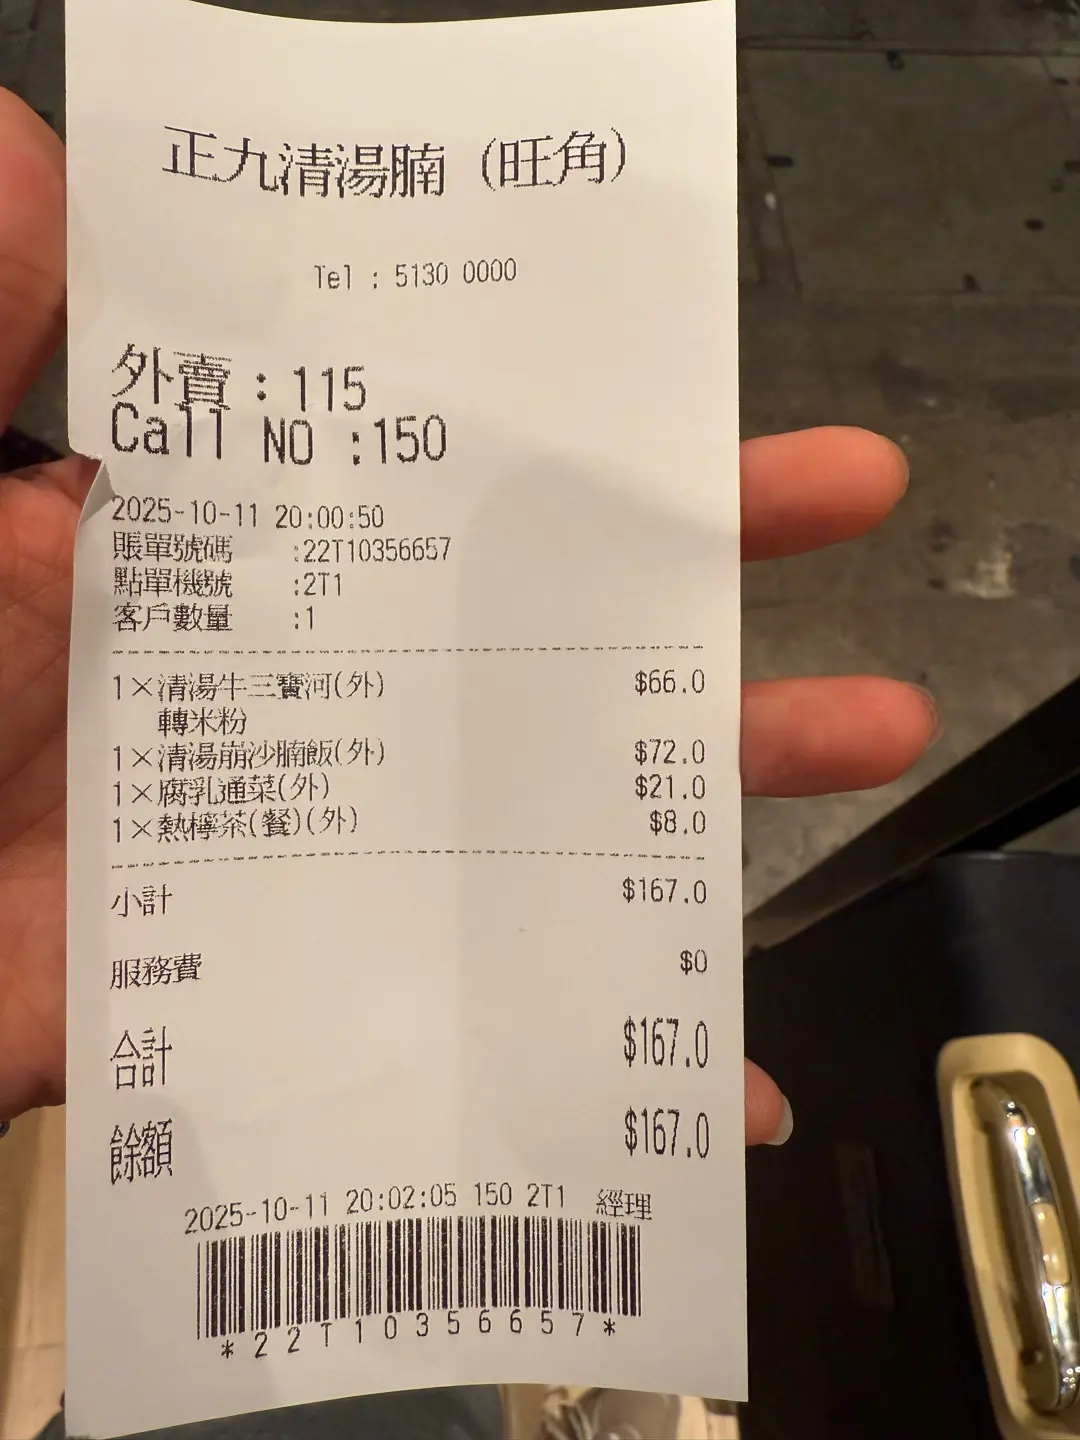 正九清湯腩 (旺角)
Tel : 5130 0000
外賣 : 115
Call NO :150
2025-10-11 20:00:50
賬單號碼 :22T10356657
點單機號 :2T1
客戶數量 :1
1×清湯牛三寶河(外) $66.0
轉米粉
1×清湯崩沙腩飯(外) $72.0
1×腐乳通菜(外) $21.0
1×熱檸茶(餐)(外) $8.0
小計 $167.0
服務費 $0
合計 $167.0
餘額 $167.0
2025-10-11 20:02:05 150 2T1 經理
*22T10356657*